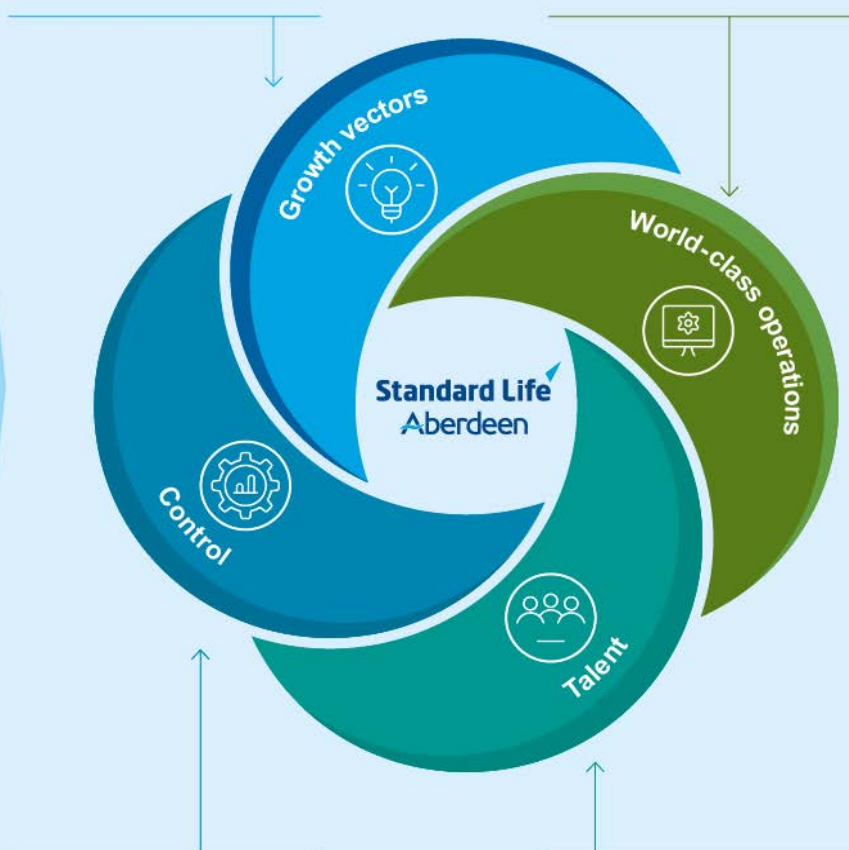 Growth vectors
World-class operations
Standard Life
Aberdeen
Control
Talent